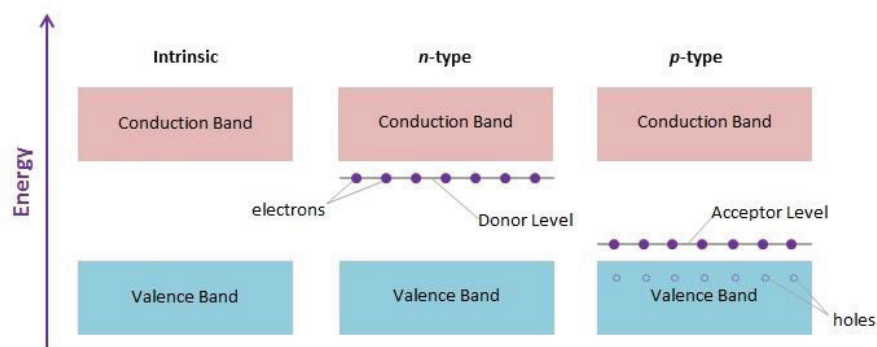 Energy
Intrinsic
n-type
p-type
Conduction Band
Conduction Band
Conduction Band
electrons
Donor Level
Acceptor Level
Valence Band
Valence Band
Valence Band
holes